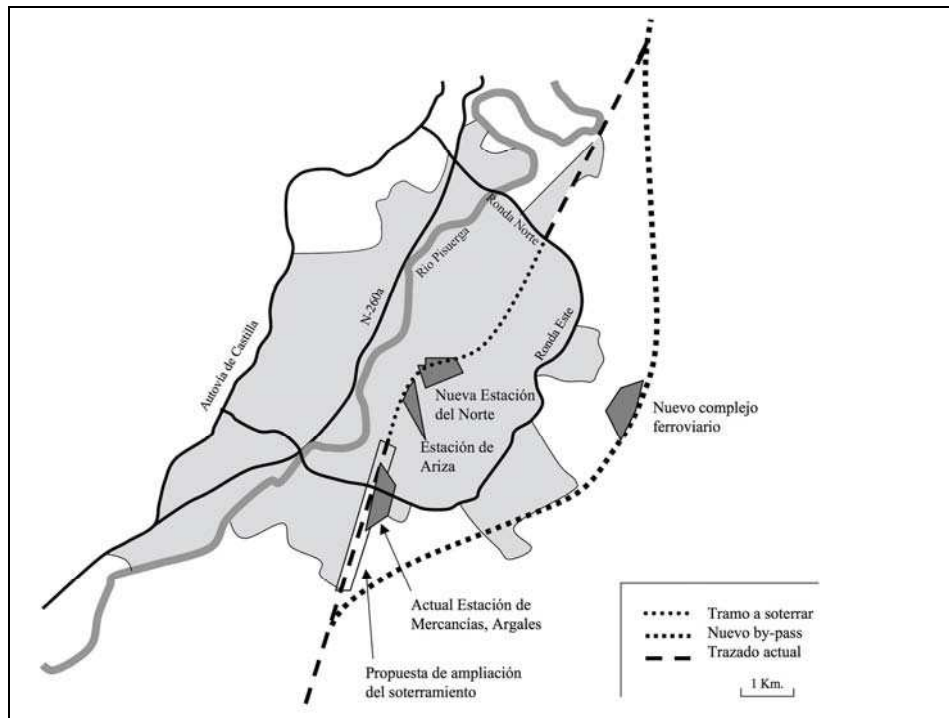 Ronda Norte
Río Pisuerga
N-260a
Ronda Este
Autovía de Castilla
Nueva Estación
del Norte
Nuevo complejo
ferroviario
Estación de
Ariza
Actual Estación de
Mercancías, Argales
Propuesta de ampliación
del soterramiento
Tramo a soterrar
Nuevo by-pass
Trazado actual
1 Km.